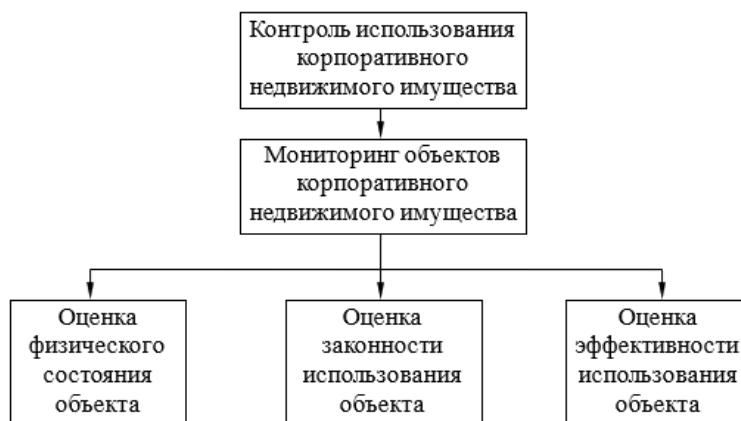 Контроль использования
корпоративного
недвижимого имущества
Мониторинг объектов
корпоративного
недвижимого имущества
Оценка
физического
состояния
объекта
Оценка
законности
использования
объекта
Оценка
эффективности
использования
объекта